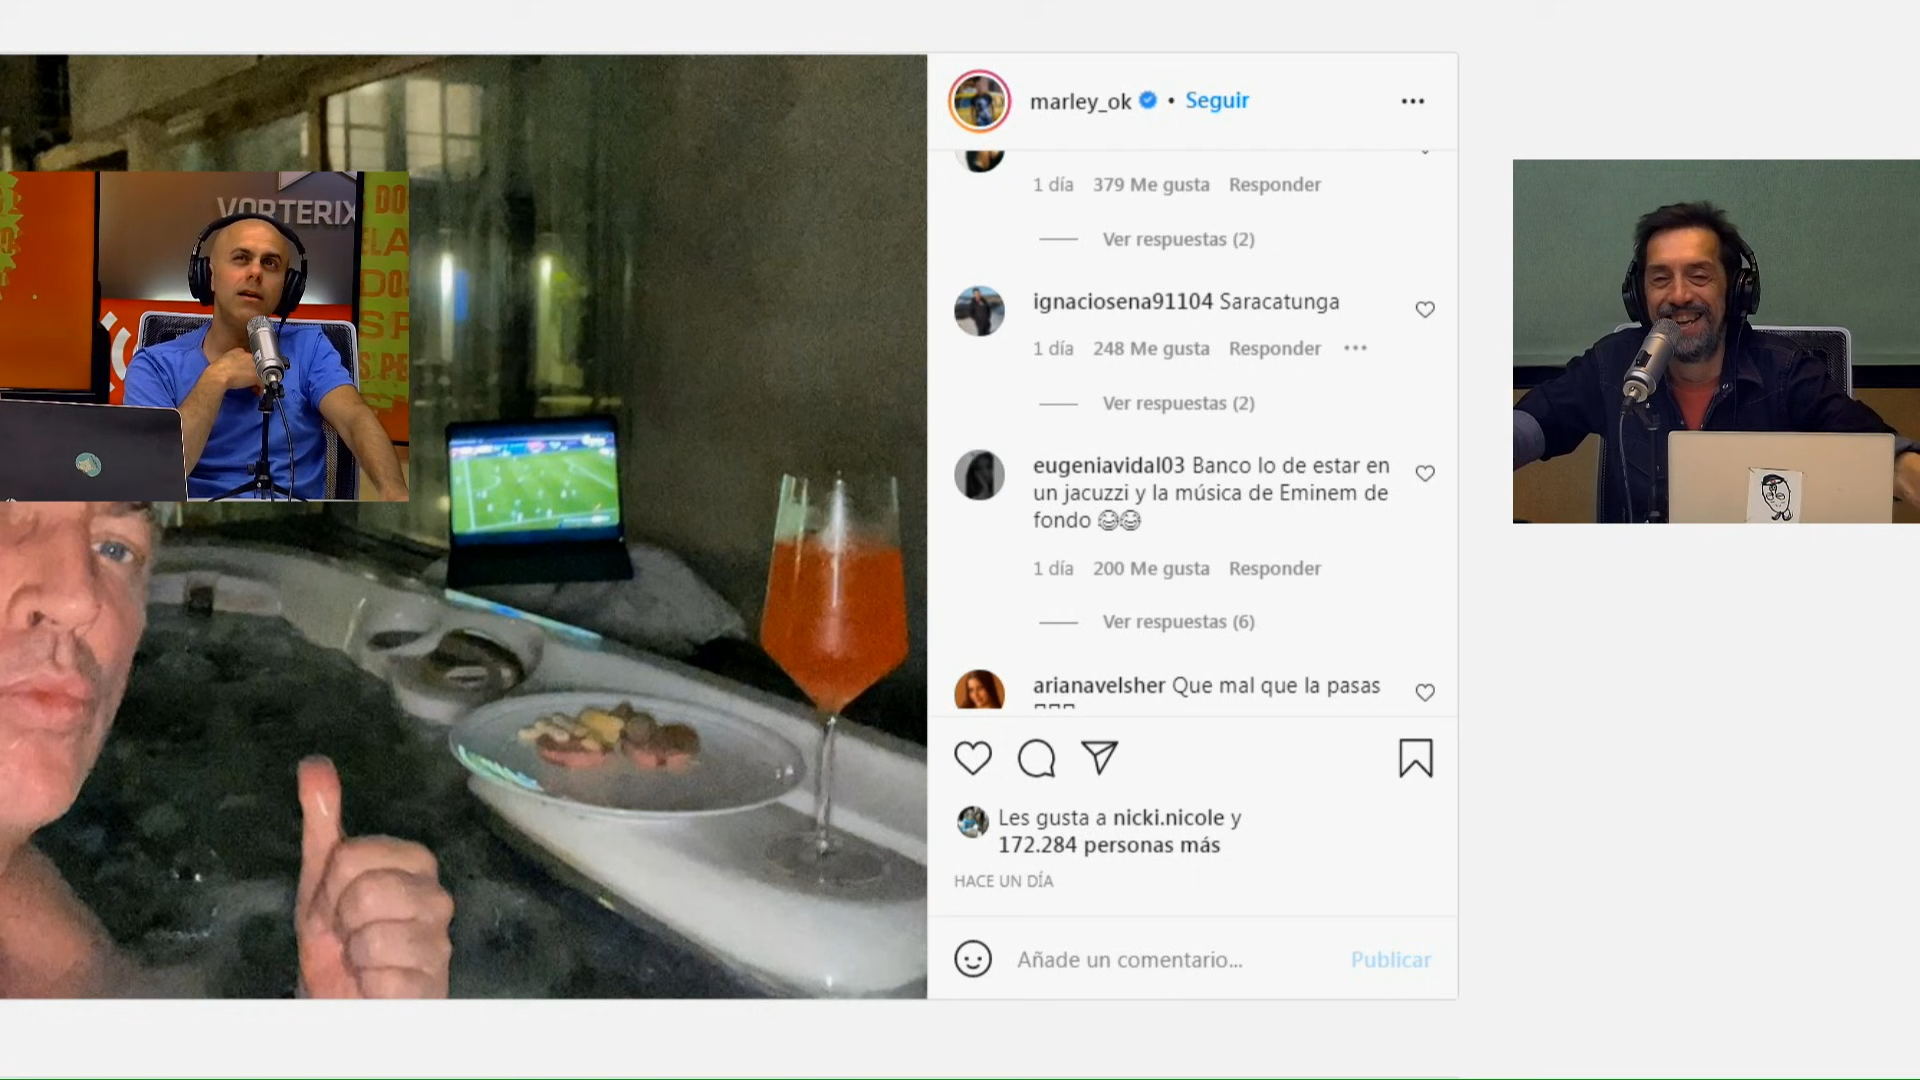 VORTERIX
marley_ok • Seguir
1 día 379 Me gusta Responder
Ver respuestas (2)
ignaciosena91104 Saracatunga
1 día 248 Me gusta Responder
Ver respuestas (2)
eugeniavidal03 Banco lo de estar en
un jacuzzi y la música de Eminem de
fondo 😂😂
1 día 200 Me gusta Responder
Ver respuestas (6)
arianavelsher Que mal que la pasas
Les gusta a nicki.nicole y
172.284 personas más
HACE UN DÍA
Añade un comentario... Publicar